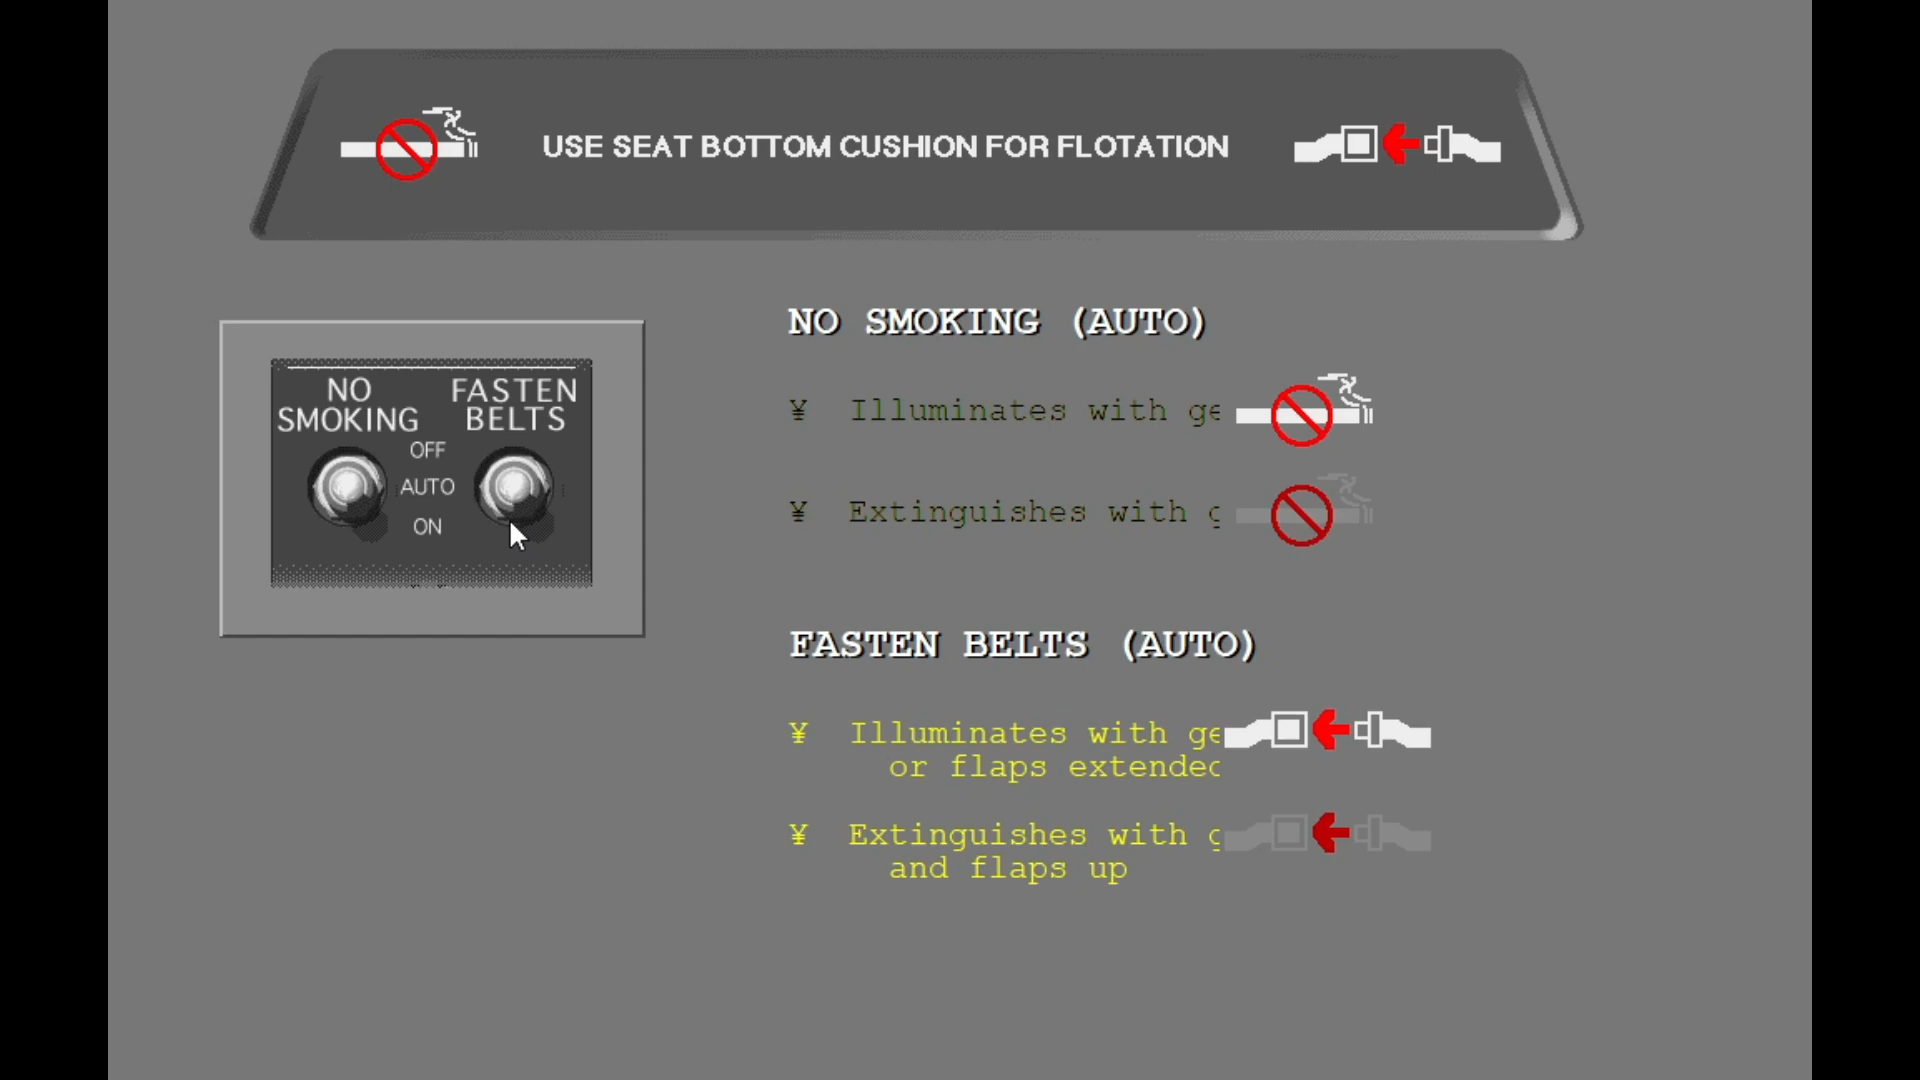 USE SEAT BOTTOM CUSHION FOR FLOTATION
NO SMOKING
FASTEN BELTS
OFF
AUTO
ON
NO SMOKING (AUTO)
¥ Illuminates with ge
¥ Extinguishes with g
FASTEN BELTS (AUTO)
¥ Illuminates with ge
or flaps extended
¥ Extinguishes with g
and flaps up